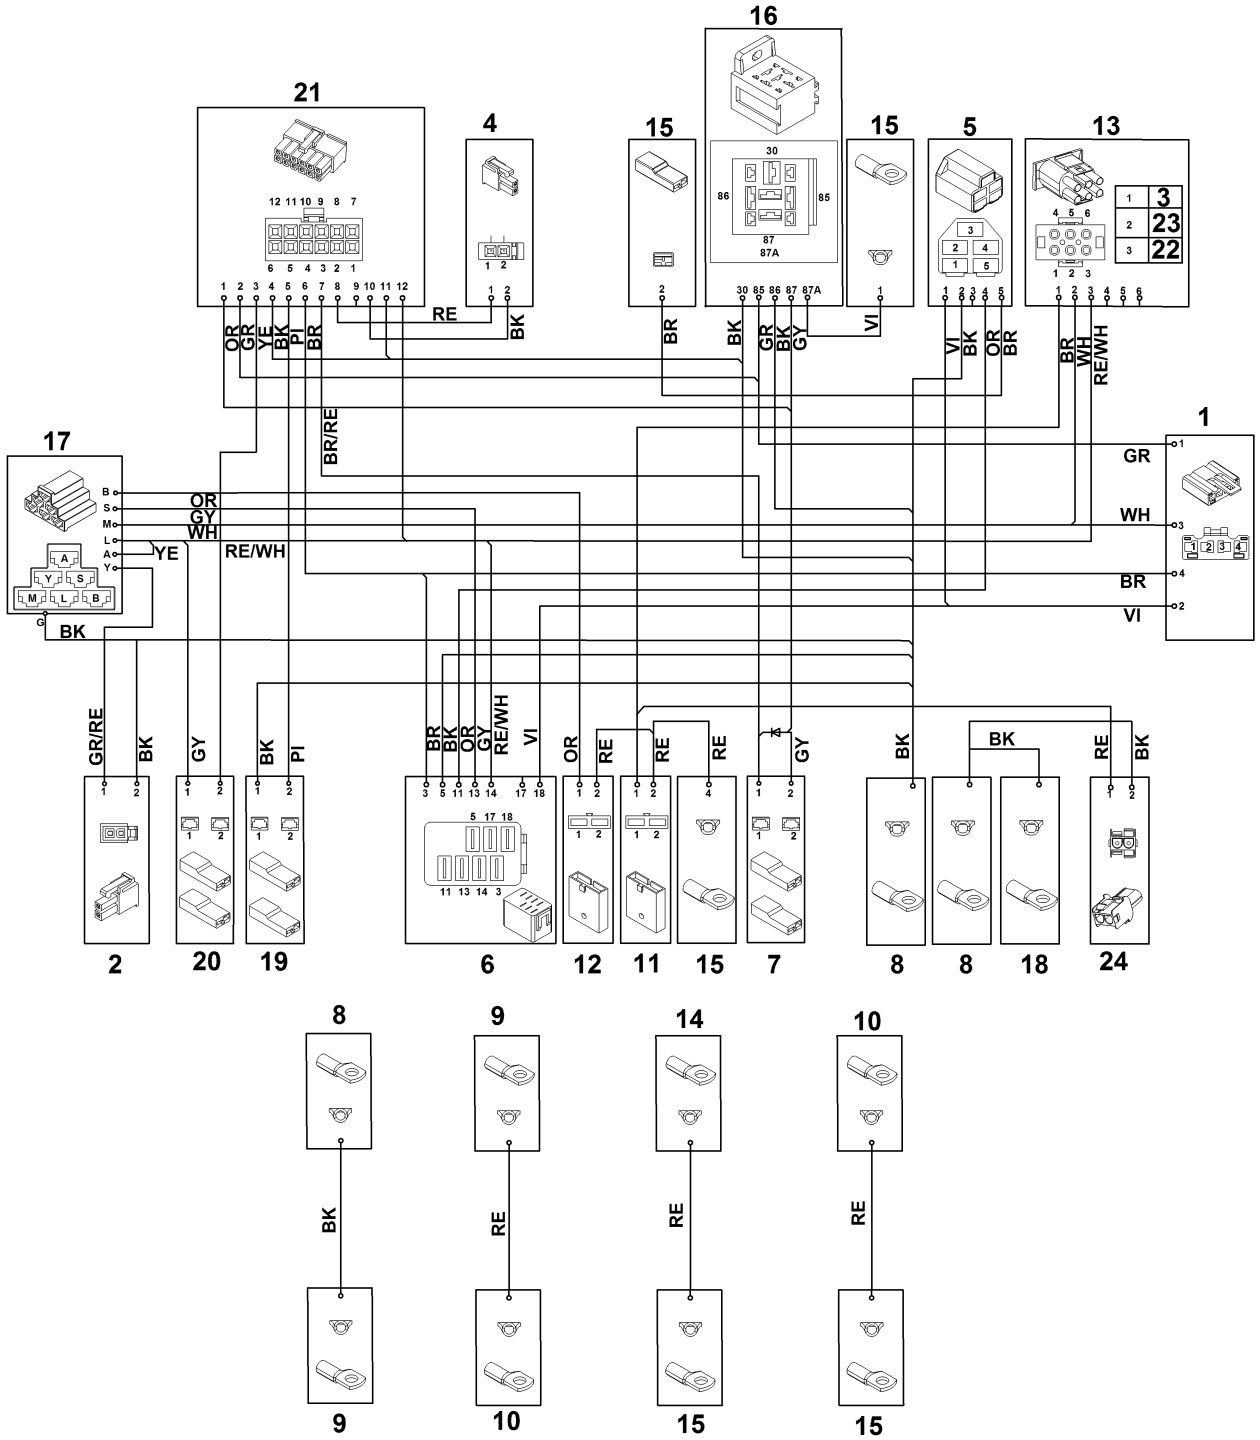 16
21
4
15
15
5
13
1 3
2 23
3 22
30
86
85
87
87A
12 11 10 9 8 7
6 5 4 3 2 1
1 2
3
2 4
1 5
4 5 6
1 2 3
1 2 3 4 5 6 7 8 9 10 11 12
1 2
2
30 85 86 87 87A
1
1 2 3 4 5
1 2 3 4 5 6
OR
GR
YE
BK
PI
BR
RE
BK
BR
BK
GR
BK
GY
VI
VI
BK
OR
BR
BR
WH
RE/WH
BR/RE
17
B
S
M
L
A
Y
A
Y S
M L B
G
OR
GY
WH
YE
RE/WH
BK
1
1
GR
WH
3
1 2 3 4
4
BR
2
VI
GR/RE
BK
GY
BK
PI
BR
BK
OR
GY
RE/WH
VI
OR
RE
RE
RE
GY
BK
BK
RE
BK
1 2
1 2
1 2
3 5 11 13 14 17 18
1 2
1 2
4
1 2
1 2
1 2
1 2
5 17 18
11 13 14 3
1 2
1 2
1 2
2
20
19
6
12
11
15
7
8
8
18
24
8
9
14
10
BK
RE
RE
RE
9
10
15
15